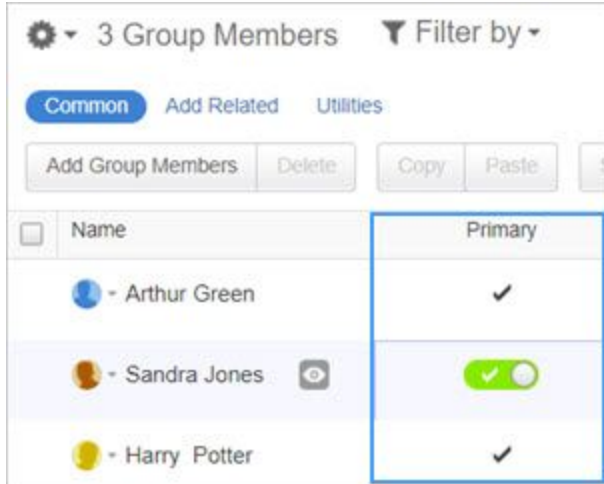 3 Group Members Filter by
Common Add Related Utilities
Add Group Members Delete Copy Paste
Name Primary
Arthur Green
Sandra Jones
Harry Potter